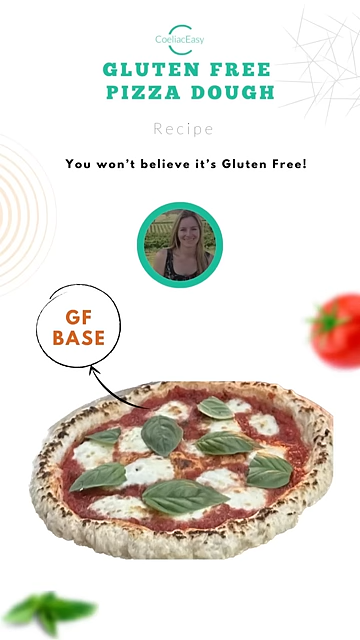 CoeliacEasy
GLUTEN FREE
PIZZA DOUGH
Recipe
You won't believe it's Gluten Free!
GF
BASE